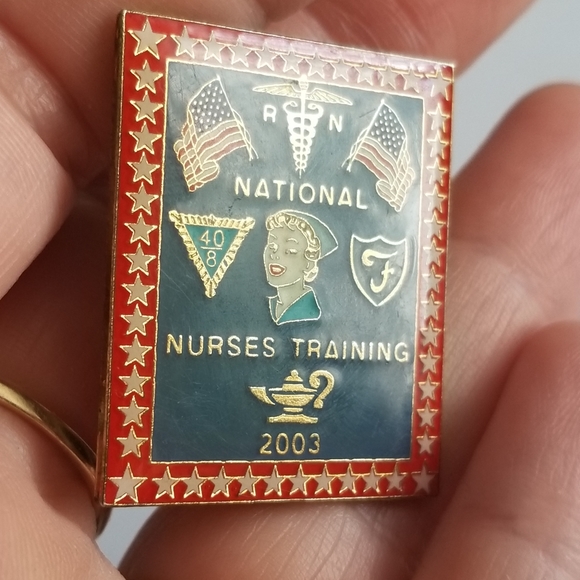 R N
NATIONAL
40
8
F
NURSES TRAINING
2003